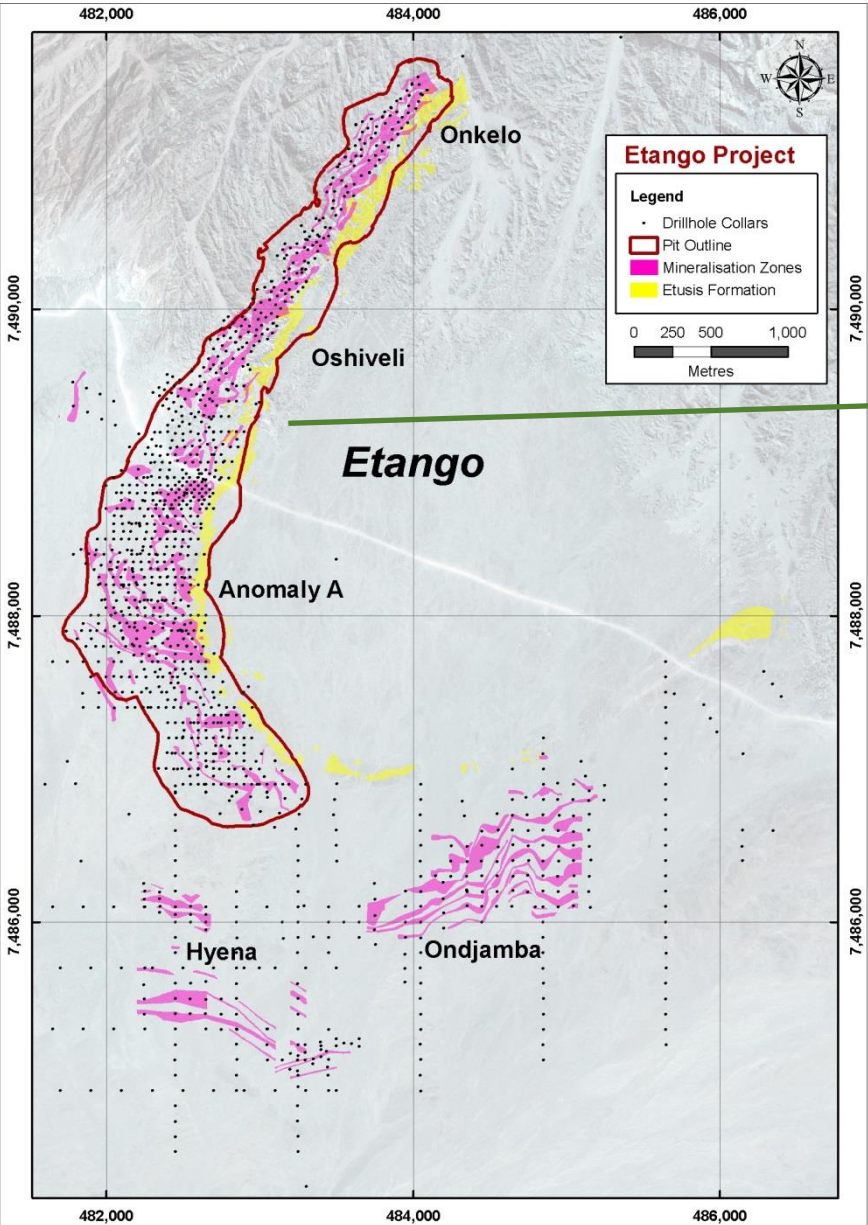 482,000 484,000 486,000
N
W E
S
Onkelo
Etango Project
Legend
Drillhole Collars
Pit Outline
Mineralisation Zones
Etusis Formation
0 250 500 1,000
Metres
7,490,000 7,490,000
Oshiveli
Etango
Anomaly A
7,488,000 7,488,000
7,486,000 7,486,000
Hyena Ondjamba
482,000 484,000 486,000